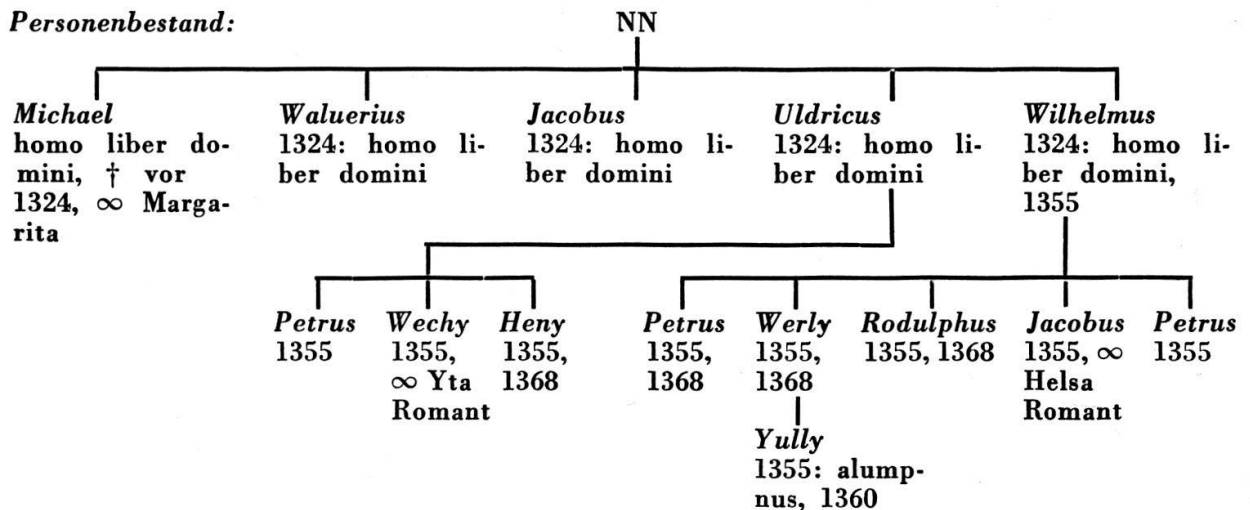 Personenbestand:
NN
Michael
homo liber do-
mini, † vor
1324, ∞ Marga-
rita
Waluerius
1324: homo li-
ber domini
Jacobus
1324: homo li-
ber domini
Uldricus
1324: homo li-
ber domini
Wilhelmus
1324: homo li-
ber domini,
1355
Petrus
1355
Wechy
1355,
∞ Yta
Romant
Heny
1355,
1368
Petrus
1355,
1368
Werly
1355,
1368
Rodulphus
1355, 1368
Jacobus
1355, ∞
Helsa
Romant
Petrus
1355
Yully
1355: alump-
nus, 1360